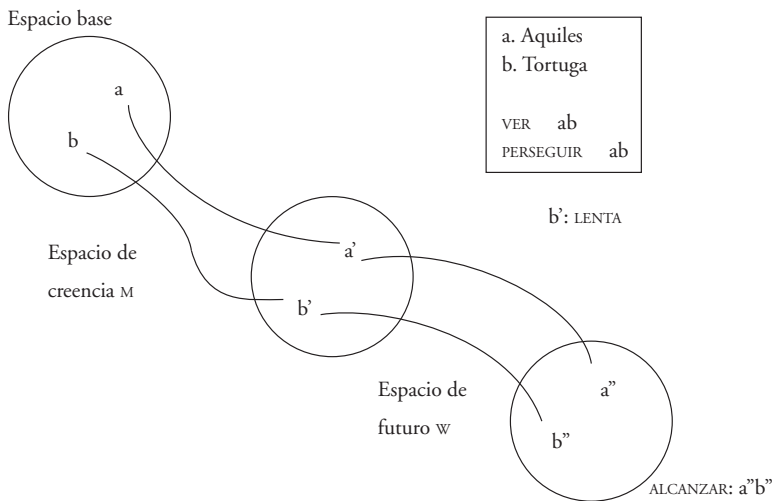 Espacio base
a
b
a. Aquiles
b. Tortuga
VER ab
PERSEGUIR ab
b’: LENTA
Espacio de
creencia M
a’
b’
Espacio de
futuro W
a”
b”
ALCANZAR: a”b”